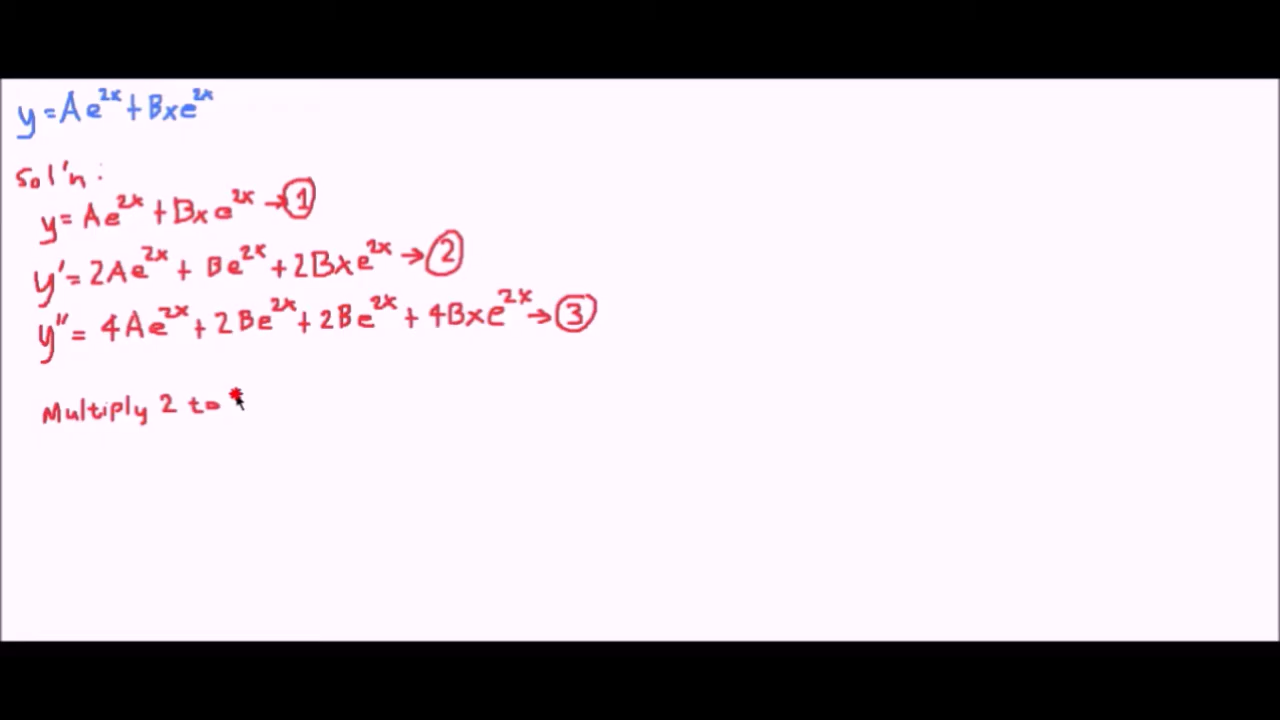 y = Ae^2x + Bxe^2x
Sol'n:
y = Ae^2x + Bxe^2x → ①
y' = 2Ae^2x + Be^2x + 2Bxe^2x → ②
y'' = 4Ae^2x + 2Be^2x + 2Be^2x + 4Bxe^2x → ③
Multiply 2 to